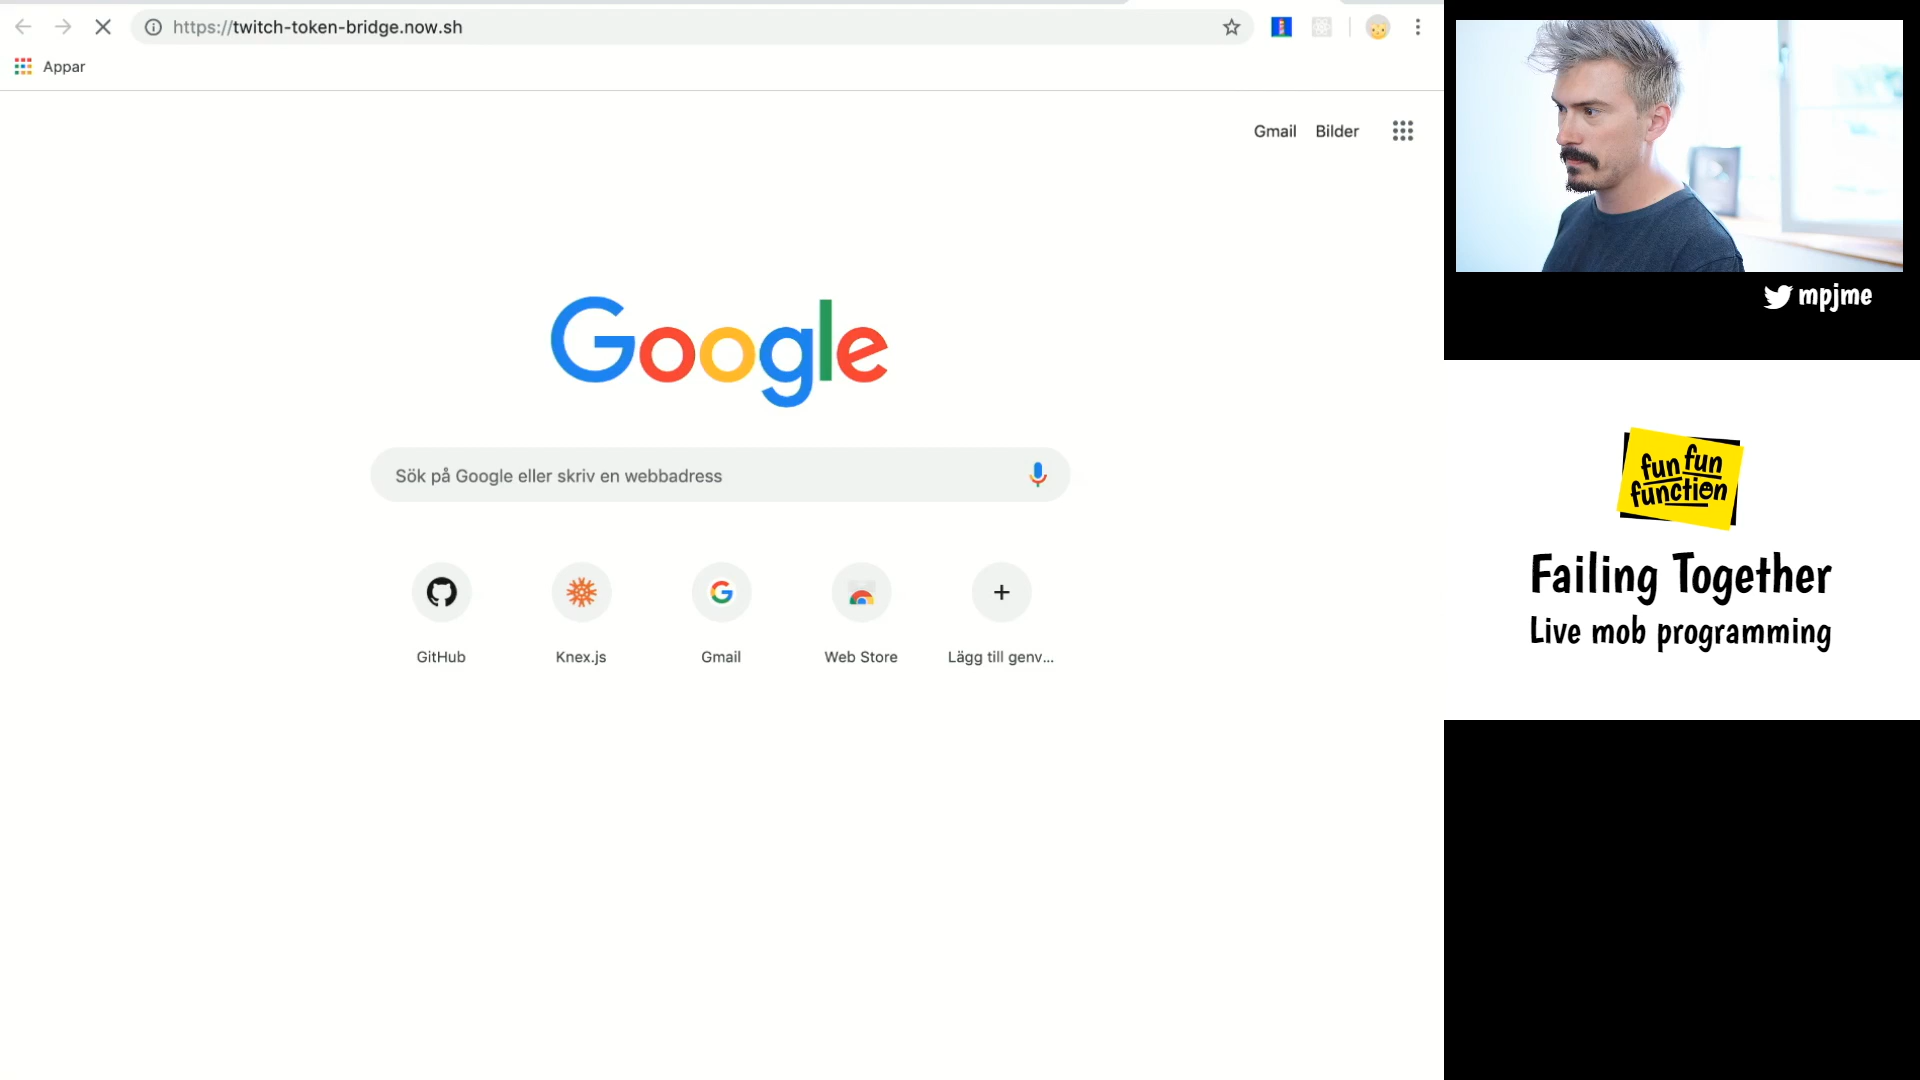 https://twitch-token-bridge.now.sh
Appar
Gmail Bilder
Google
Sök på Google eller skriv en webbadress
GitHub Knex.js Gmail Web Store Lägg till genv...
mpjme
fun fun
function
Failing Together
Live mob programming